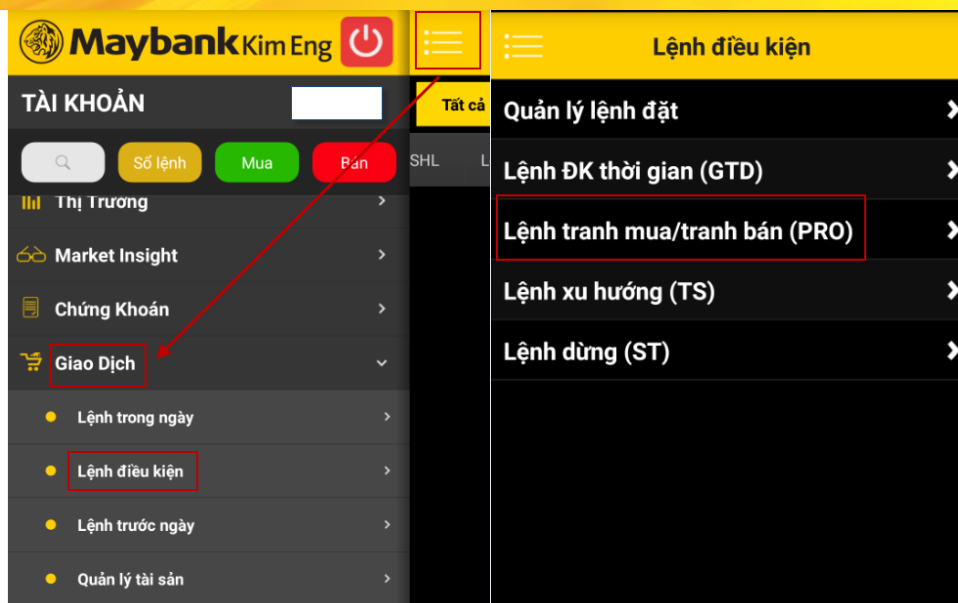 Maybank Kim Eng
TÀI KHOẢN
Sổ lệnh
Mua
Bán
Thị Trường
Market Insight
Chứng Khoán
Giao Dịch
Lệnh trong ngày
Lệnh điều kiện
Lệnh trước ngày
Quản lý tài sản
Tất cả
SHL
L
Lệnh điều kiện
Quản lý lệnh đặt
Lệnh ĐK thời gian (GTD)
Lệnh tranh mua/tranh bán (PRO)
Lệnh xu hướng (TS)
Lệnh dừng (ST)